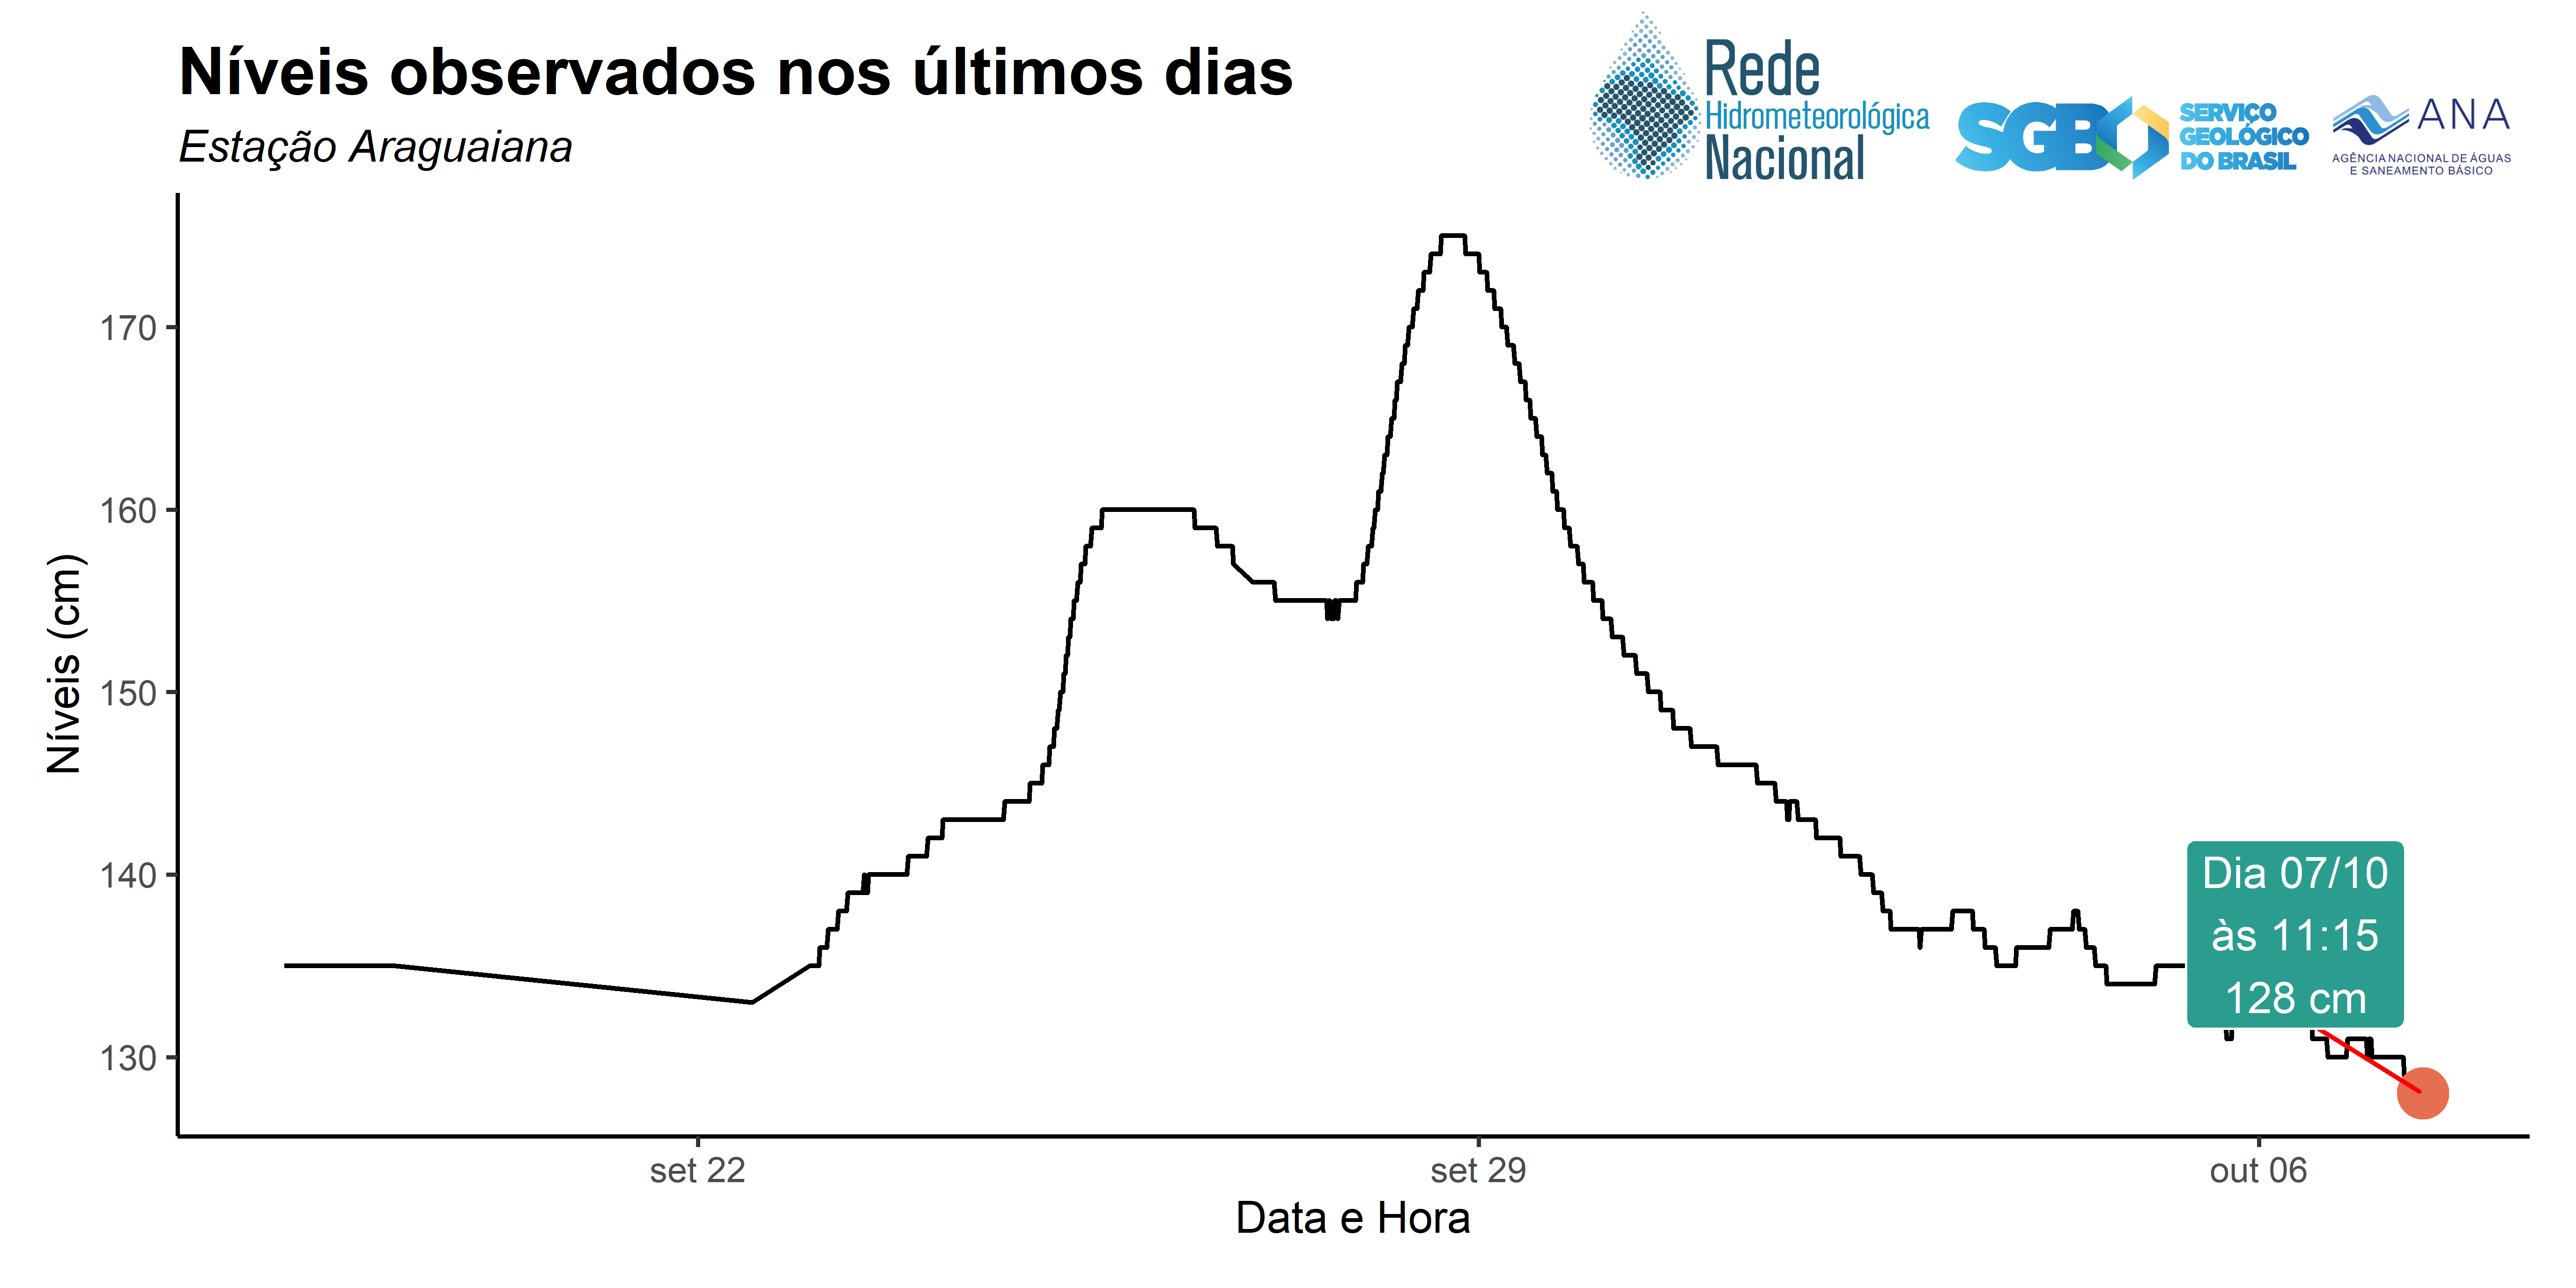 Níveis observados nos últimos dias
Estação Araguaiana
Rede
Hidrometeorológica
Nacional
SGB
SERVIÇO
GEOLÓGICO
DO BRASIL
ANA
AGÊNCIA NACIONAL DE ÁGUAS
E SANEAMENTO BÁSICO
Níveis (cm)
170
160
150
140
130
Dia 07/10
às 11:15
128 cm
set 22
set 29
out 06
Data e Hora